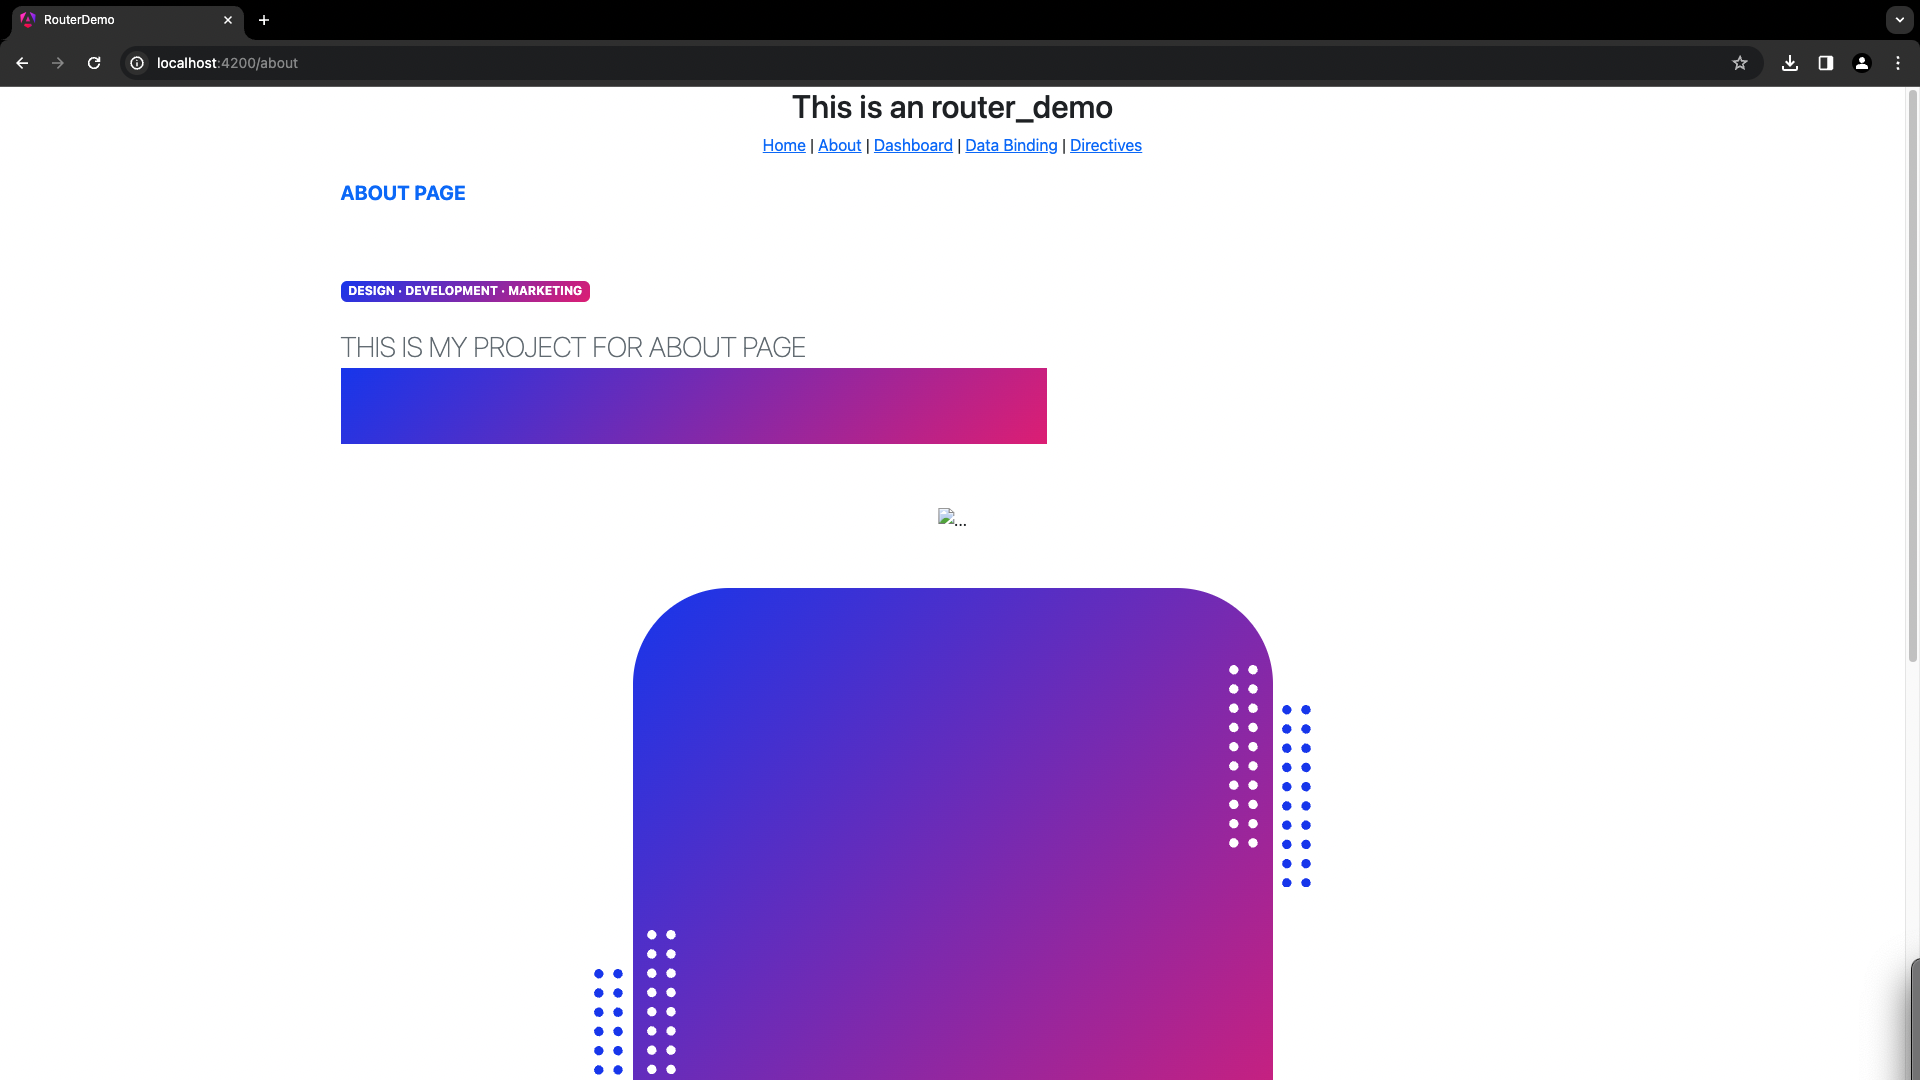 RouterDemo
localhost:4200/about
This is an router_demo
Home | About | Dashboard | Data Binding | Directives
ABOUT PAGE
DESIGN · DEVELOPMENT · MARKETING
THIS IS MY PROJECT FOR ABOUT PAGE
...